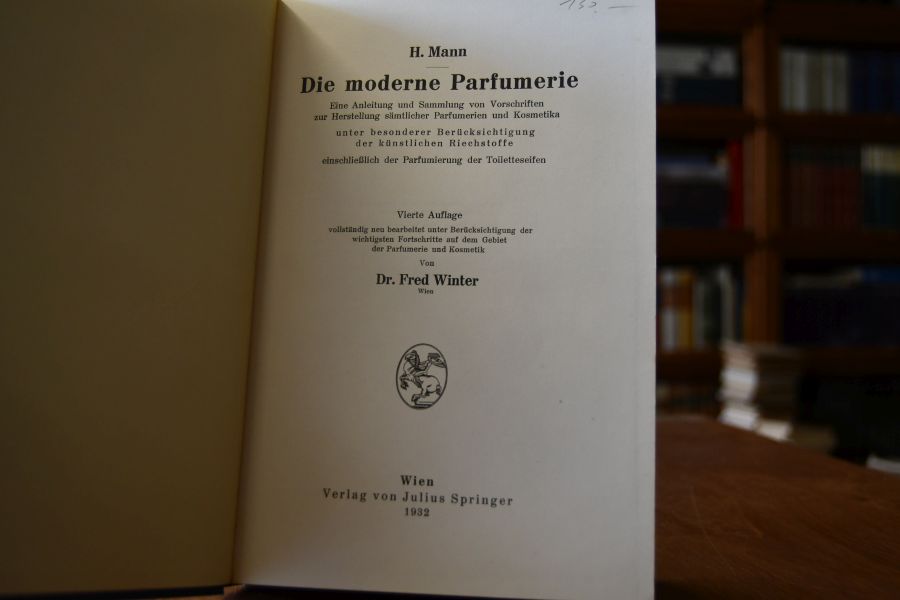 130.—
H. Mann
Die moderne Parfumerie
Eine Anleitung und Sammlung von Vorschriften
zur Herstellung sämtlicher Parfumerien und Kosmetika
unter besonderer Berücksichtigung
der künstlichen Riechstoffe
einschließlich der Parfumierung der Toiletteseifen
Vierte Auflage
vollständig neu bearbeitet unter Berücksichtigung der
wichtigsten Fortschritte auf dem Gebiet
der Parfumerie und Kosmetik
Von
Dr. Fred Winter
Wien
Wien
Verlag von Julius Springer
1932